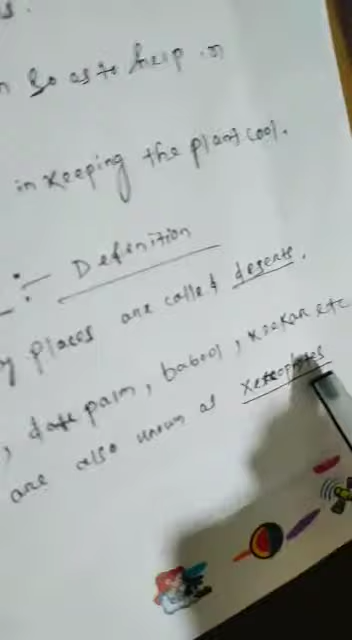 so as to help in
in keeping the plant cool.
:- Definition
places are called deserts.
, date palm, babool, keekar etc
are also known as xerophytes